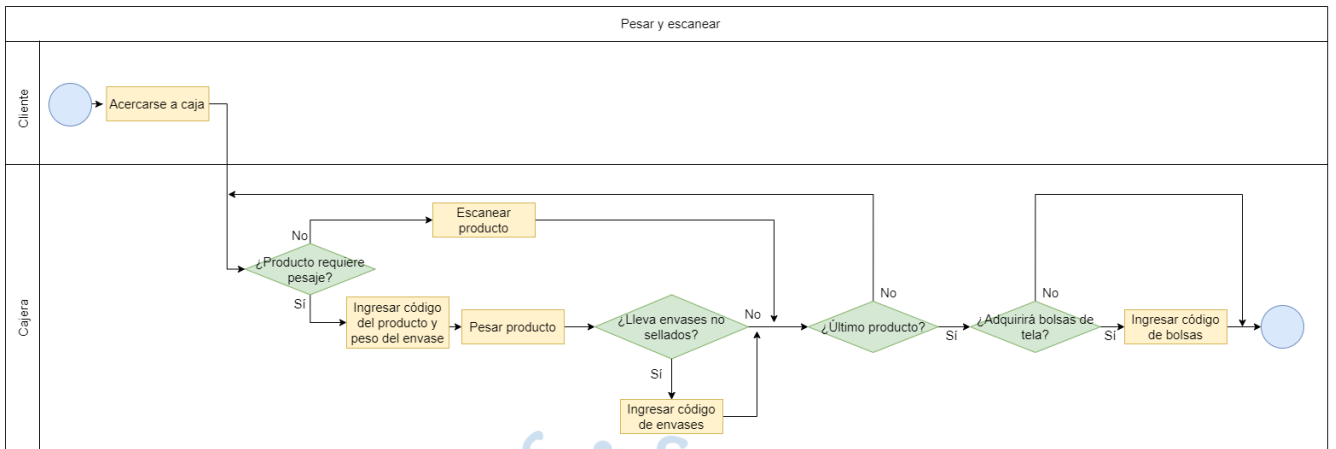 Pesar y escanear
Cliente
Acercarse a caja
Cajera
Escanear
producto
No
¿Producto requiere
pesaje?
Sí
Ingresar código
del producto y
peso del envase
Pesar producto
¿Lleva envases no
sellados?
No
Sí
Ingresar código
de envases
No
¿Último producto?
Sí
No
¿Adquirirá bolsas de
tela?
Sí
Ingresar código
de bolsas